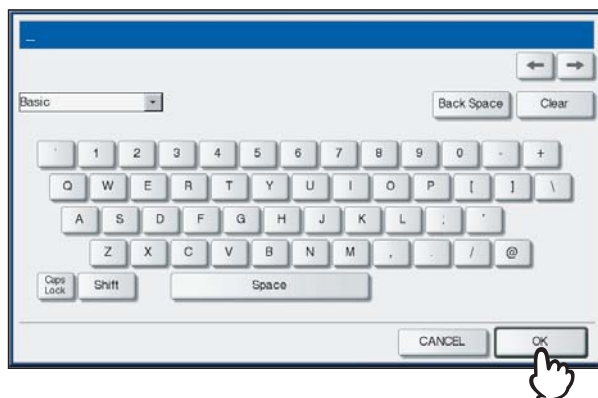 _
Basic
Back Space Clear
` 1 2 3 4 5 6 7 8 9 0 - +
Q W E R T Y U I O P [ ] \
A S D F G H J K L ; '
Z X C V B N M , . / @
Caps Lock Shift Space
CANCEL OK